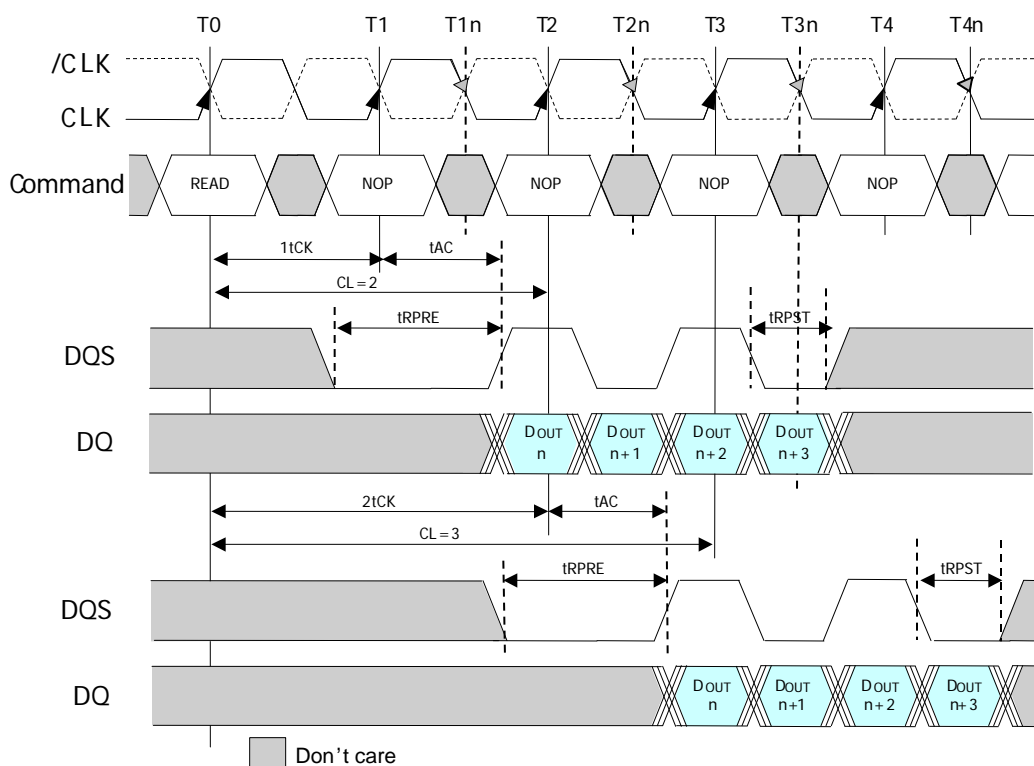 T0 T1 T1n T2 T2n T3 T3n T4 T4n
/CLK
CLK
Command READ NOP NOP NOP NOP
1tCK tAC
CL = 2
tRPRE tRPST
DQS
DQ
DOUT n DOUT n+1 DOUT n+2 DOUT n+3
2tCK tAC
CL = 3
tRPRE tRPST
DQS
DQ
DOUT n DOUT n+1 DOUT n+2 DOUT n+3
Don't care